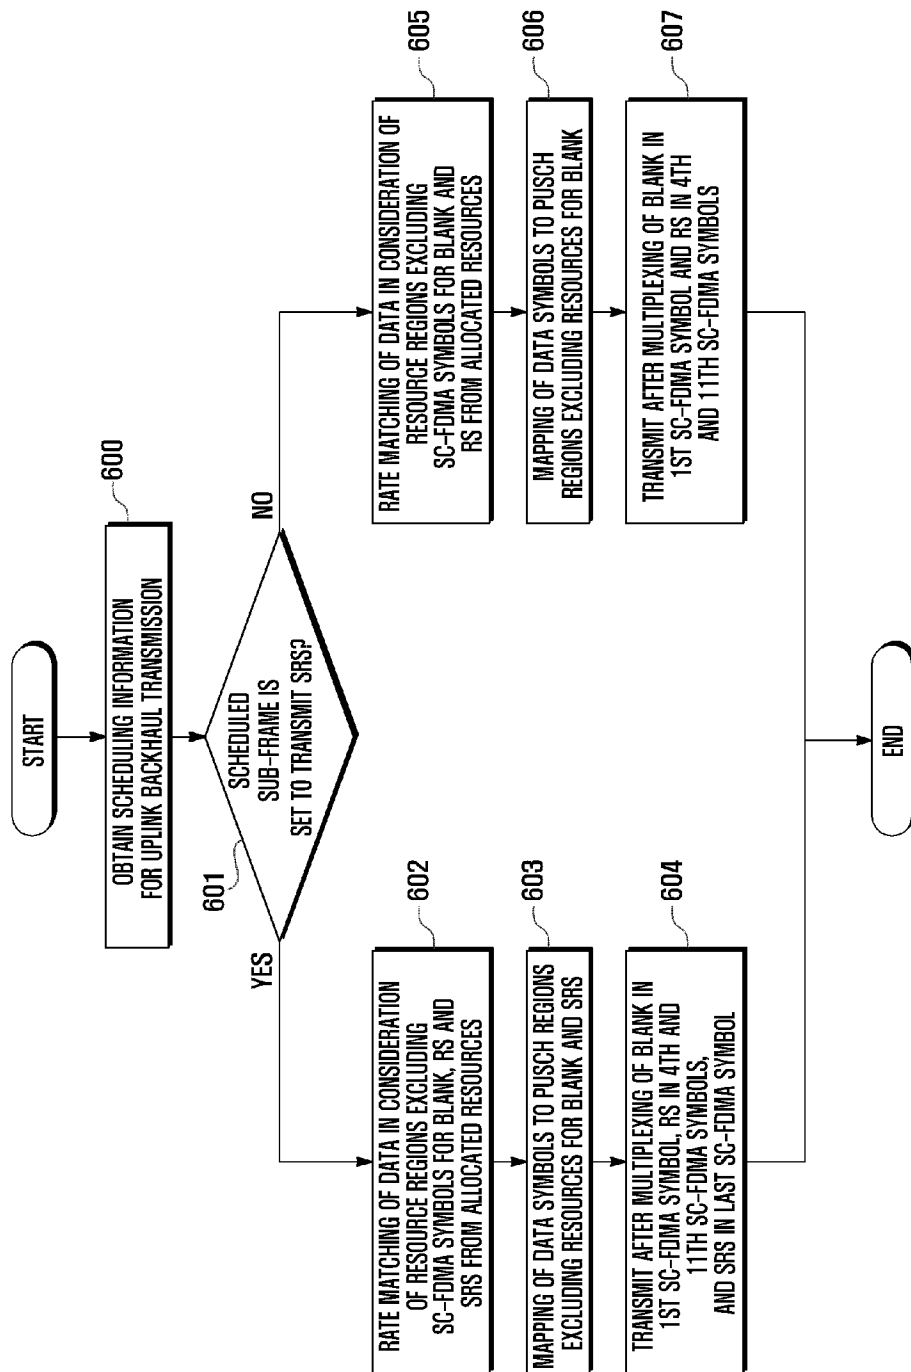 START
OBTAIN SCHEDULING INFORMATION
FOR UPLINK BACKHAUL TRANSMISSION
600
SCHEDULED
SUB-FRAME IS
SET TO TRANSMIT SRS?
601
YES
NO
RATE MATCHING OF DATA IN CONSIDERATION
OF RESOURCE REGIONS EXCLUDING
SC-FDMA SYMBOLS FOR BLANK, RS AND
SRS FROM ALLOCATED RESOURCES
602
MAPPING OF DATA SYMBOLS TO PUSCH REGIONS
EXCLUDING RESOURCES FOR BLANK AND SRS
603
TRANSMIT AFTER MULTIPLEXING OF BLANK IN
1ST SC-FDMA SYMBOL, RS IN 4TH AND
11TH SC-FDMA SYMBOLS,
AND SRS IN LAST SC-FDMA SYMBOL
604
RATE MATCHING OF DATA IN CONSIDERATION OF
RESOURCE REGIONS EXCLUDING
SC-FDMA SYMBOLS FOR BLANK AND
RS FROM ALLOCATED RESOURCES
605
MAPPING OF DATA SYMBOLS TO PUSCH
REGIONS EXCLUDING RESOURCES FOR BLANK
606
TRANSMIT AFTER MULTIPLEXING OF BLANK IN
1ST SC-FDMA SYMBOL AND RS IN 4TH
AND 11TH SC-FDMA SYMBOLS
607
END